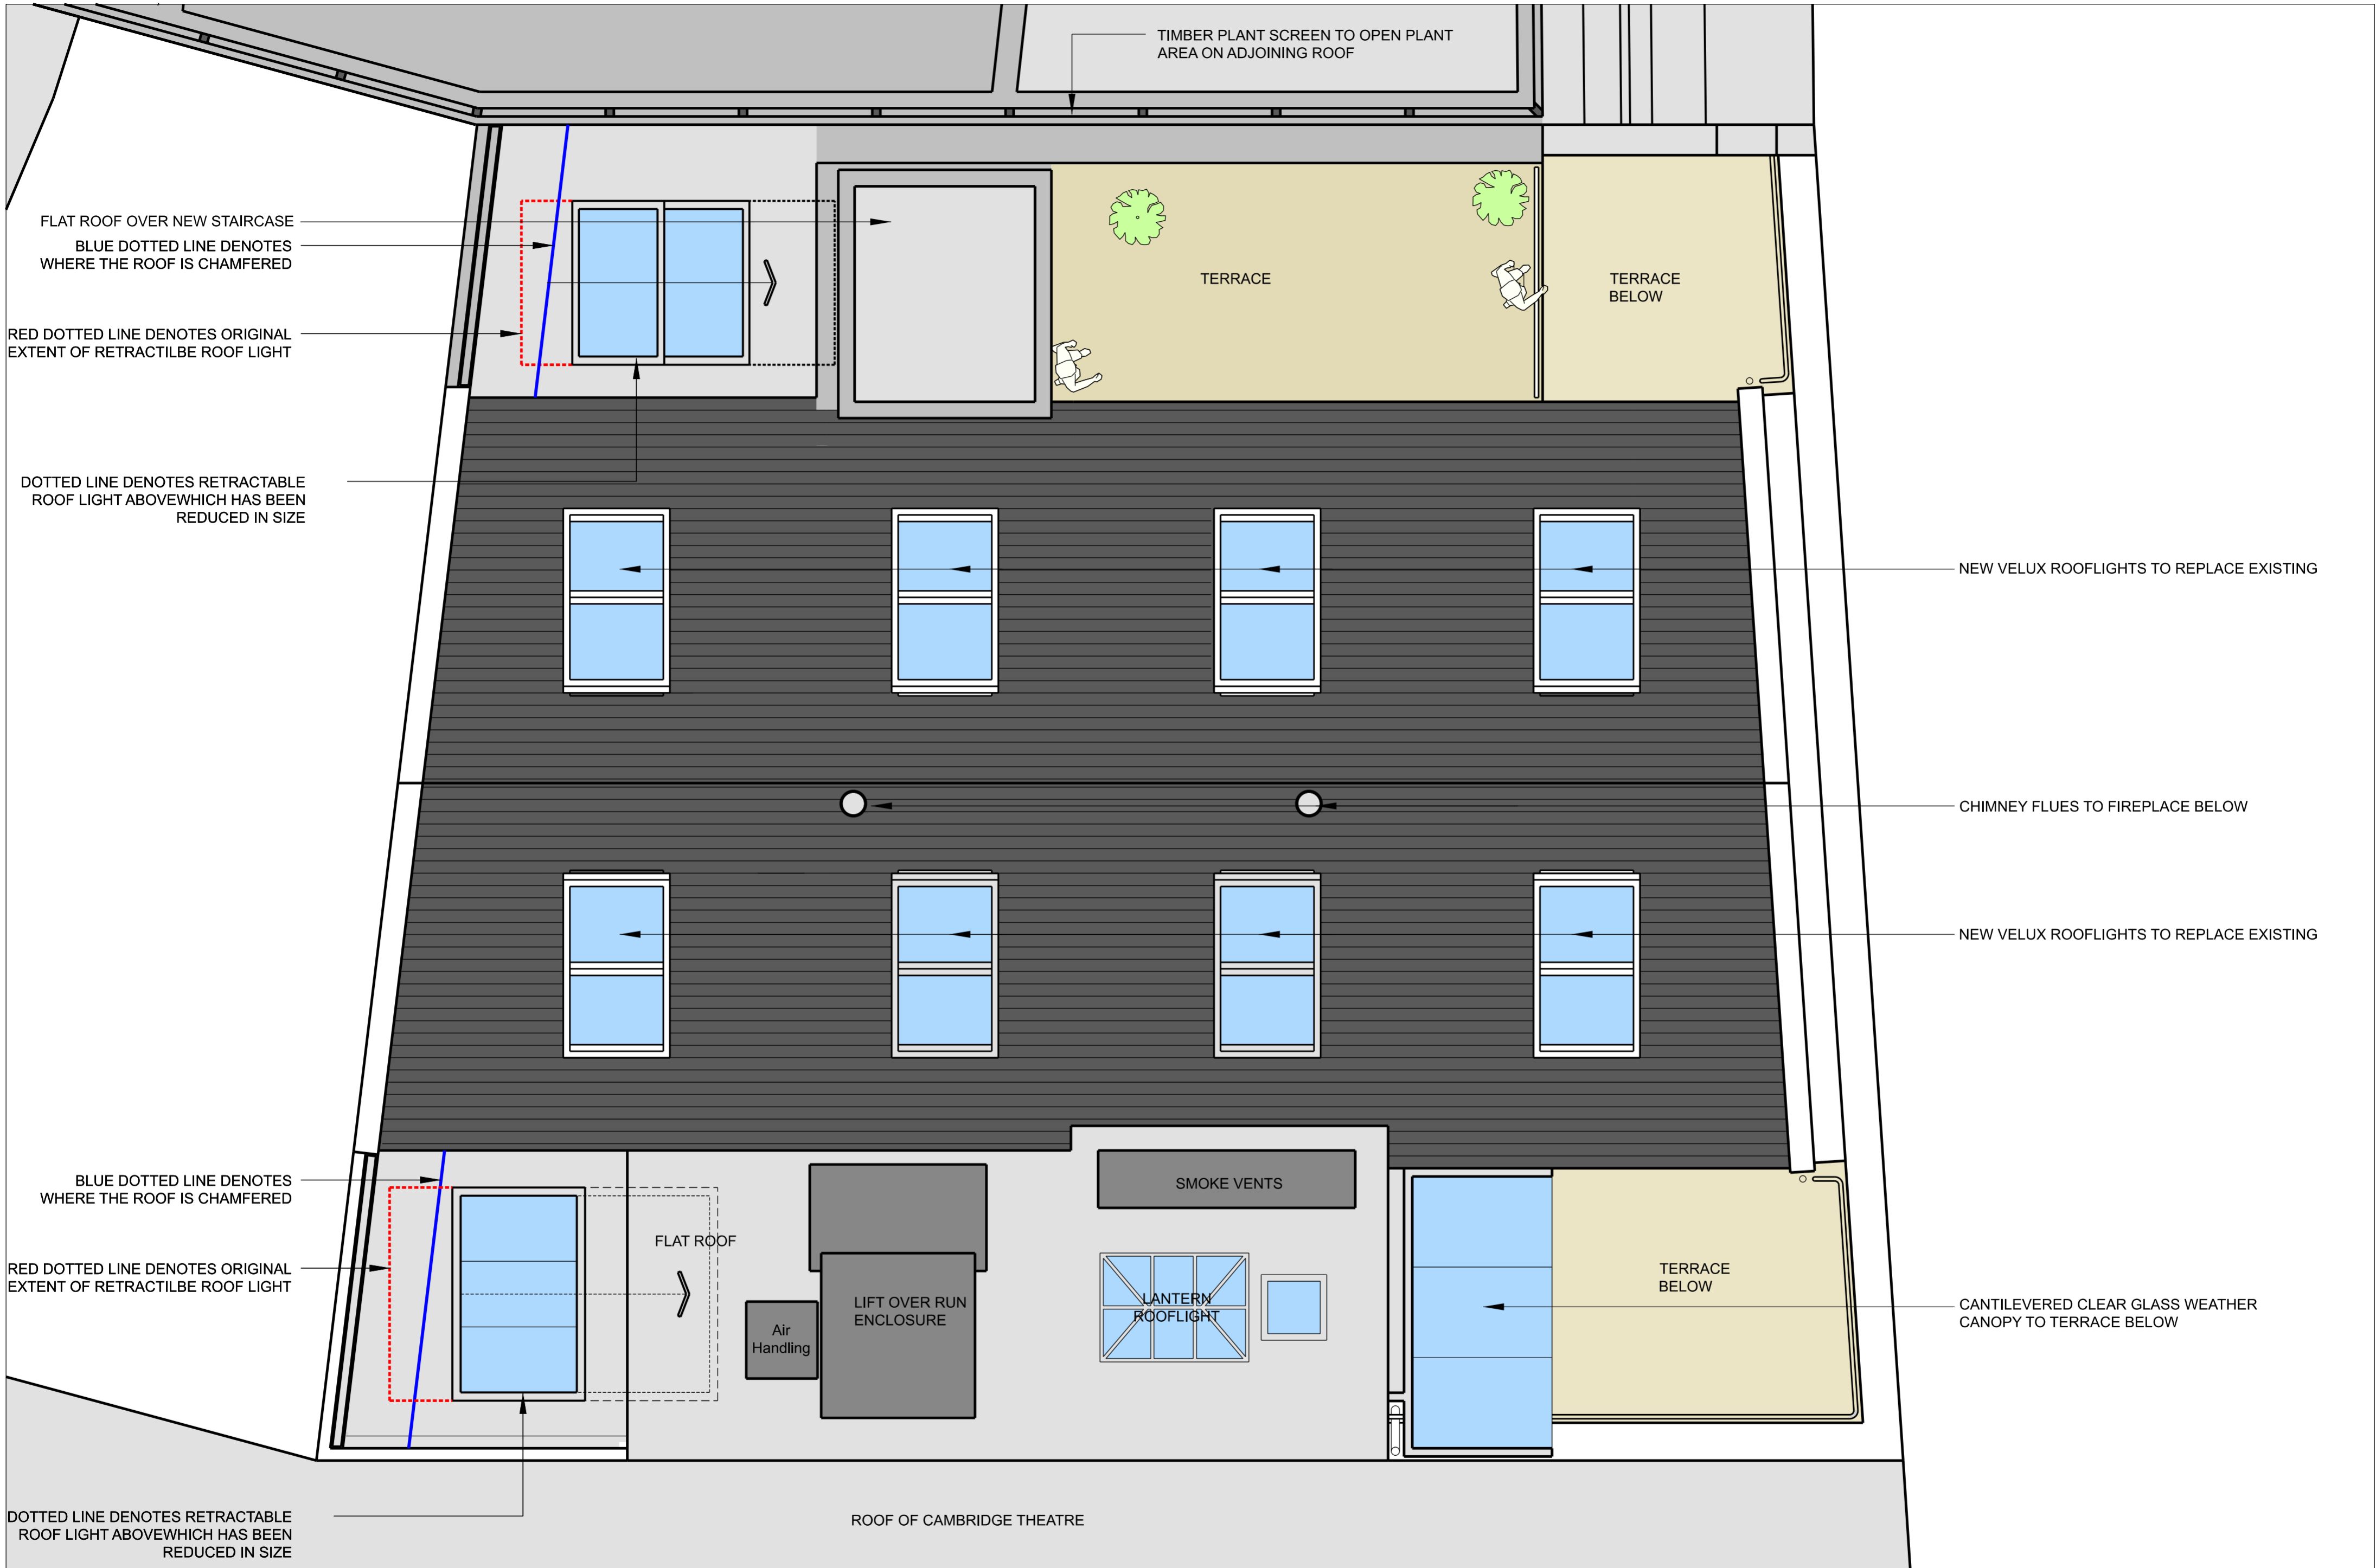 TIMBER PLANT SCREEN TO OPEN PLANT
AREA ON ADJOINING ROOF
FLAT ROOF OVER NEW STAIRCASE
BLUE DOTTED LINE DENOTES
WHERE THE ROOF IS CHAMFERED
RED DOTTED LINE DENOTES ORIGINAL
EXTENT OF RETRACTILBE ROOF LIGHT
TERRACE
TERRACE
BELOW
DOTTED LINE DENOTES RETRACTABLE
ROOF LIGHT ABOVEWHICH HAS BEEN
REDUCED IN SIZE
NEW VELUX ROOFLIGHTS TO REPLACE EXISTING
CHIMNEY FLUES TO FIREPLACE BELOW
NEW VELUX ROOFLIGHTS TO REPLACE EXISTING
BLUE DOTTED LINE DENOTES
WHERE THE ROOF IS CHAMFERED
RED DOTTED LINE DENOTES ORIGINAL
EXTENT OF RETRACTILBE ROOF LIGHT
FLAT ROOF
SMOKE VENTS
LIFT OVER RUN
ENCLOSURE
Air
Handling
LANTERN
ROOFLIGHT
TERRACE
BELOW
CANTILEVERED CLEAR GLASS WEATHER
CANOPY TO TERRACE BELOW
DOTTED LINE DENOTES RETRACTABLE
ROOF LIGHT ABOVEWHICH HAS BEEN
REDUCED IN SIZE
ROOF OF CAMBRIDGE THEATRE